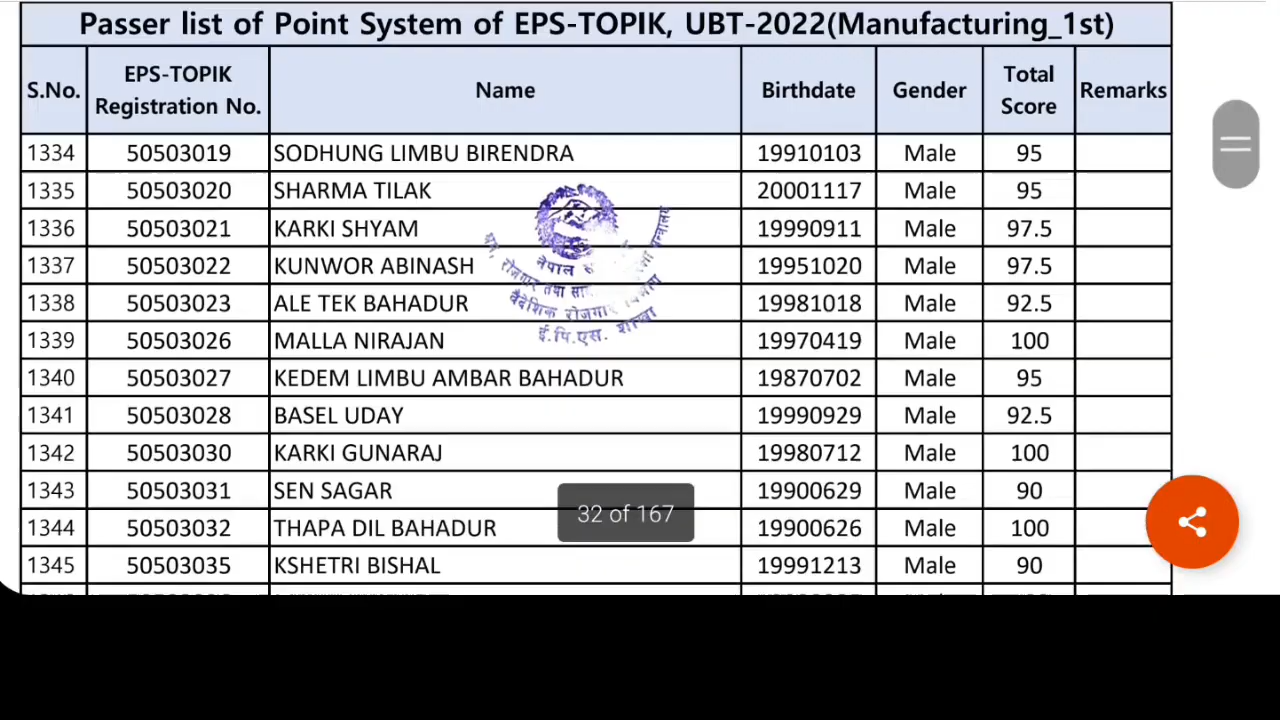 Passer list of Point System of EPS-TOPIK, UBT-2022(Manufacturing_1st)
S.No. EPS-TOPIK Registration No. Name Birthdate Gender Total Score Remarks
1334 50503019 SODHUNG LIMBU BIRENDRA 19910103 Male 95
1335 50503020 SHARMA TILAK 20001117 Male 95
1336 50503021 KARKI SHYAM 19990911 Male 97.5
1337 50503022 KUNWOR ABINASH 19951020 Male 97.5
1338 50503023 ALE TEK BAHADUR 19981018 Male 92.5
1339 50503026 MALLA NIRAJAN 19970419 Male 100
1340 50503027 KEDEM LIMBU AMBAR BAHADUR 19870702 Male 95
1341 50503028 BASEL UDAY 19990929 Male 92.5
1342 50503030 KARKI GUNARAJ 19980712 Male 100
1343 50503031 SEN SAGAR 19900629 Male 90
1344 50503032 THAPA DIL BAHADUR 19900626 Male 100
1345 50503035 KSHETRI BISHAL 19991213 Male 90
नेपाल
रोजगार तथा
वैदेशिक रोजगार
ई.पि.एस. शाखा
32 of 167